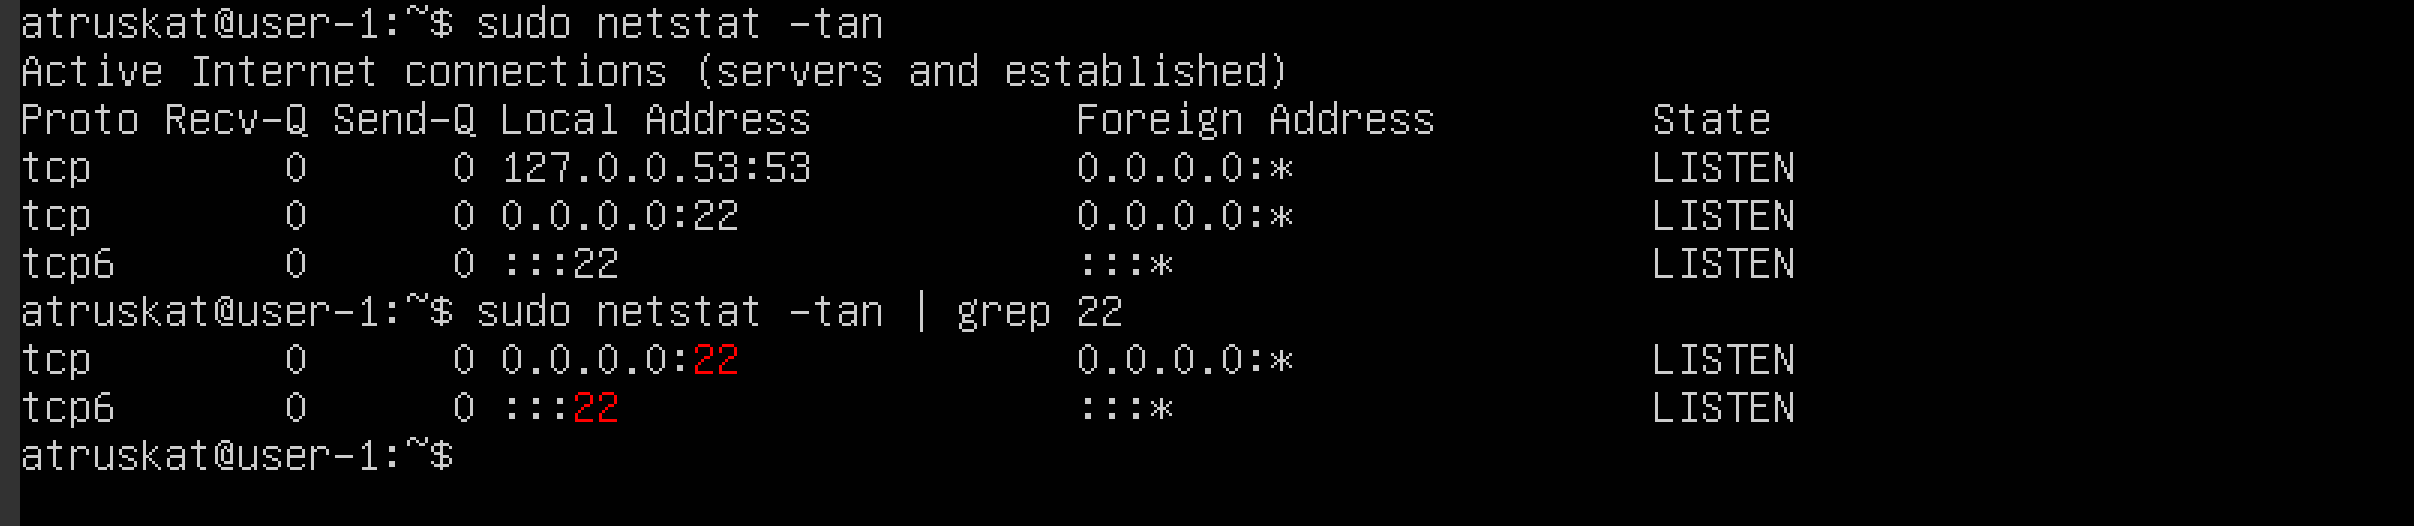 atruskat@user-1:~$ sudo netstat -tan
Active Internet connections (servers and established)
Proto Recv-Q Send-Q Local Address           Foreign Address         State
tcp        0      0 127.0.0.53:53           0.0.0.0:*               LISTEN
tcp        0      0 0.0.0.0:22              0.0.0.0:*               LISTEN
tcp6       0      0 :::22                   :::*                    LISTEN
atruskat@user-1:~$ sudo netstat -tan | grep 22
tcp        0      0 0.0.0.0:22              0.0.0.0:*               LISTEN
tcp6       0      0 :::22                   :::*                    LISTEN
atruskat@user-1:~$